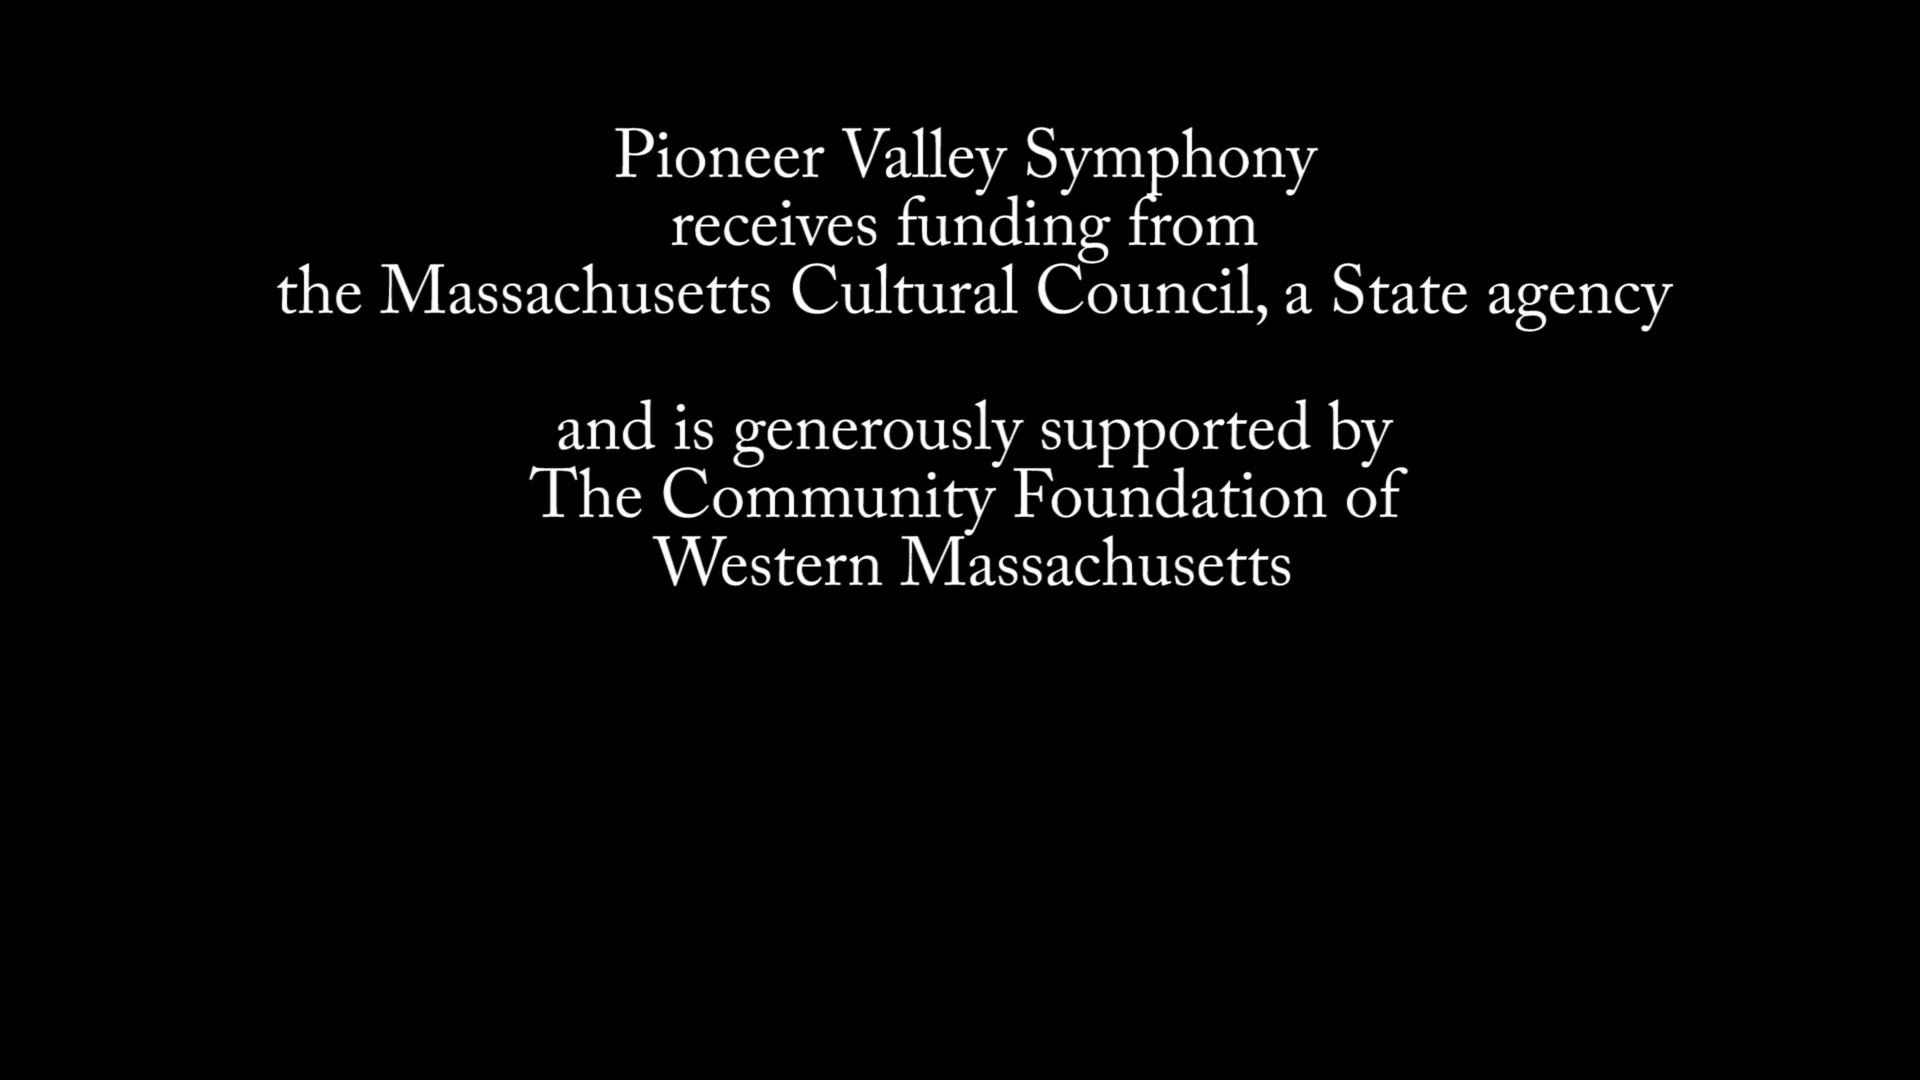 Pioneer Valley Symphony
receives funding from
the Massachusetts Cultural Council, a State agency
and is generously supported by
The Community Foundation of
Western Massachusetts